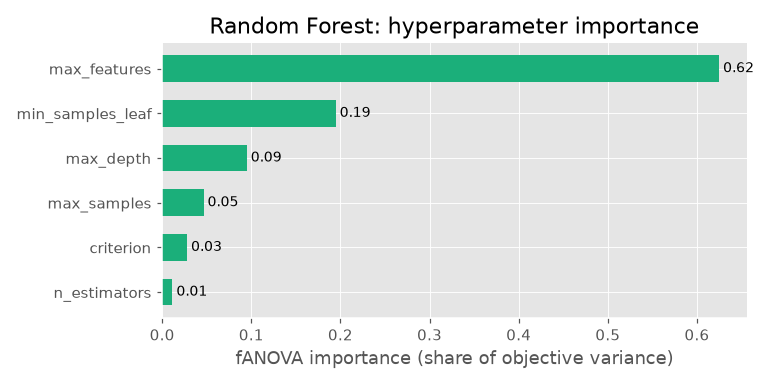 Random Forest: hyperparameter importance
max_features
0.62
min_samples_leaf
0.19
max_depth
0.09
max_samples
0.05
criterion
0.03
n_estimators
0.01
0.0 0.1 0.2 0.3 0.4 0.5 0.6
fANOVA importance (share of objective variance)